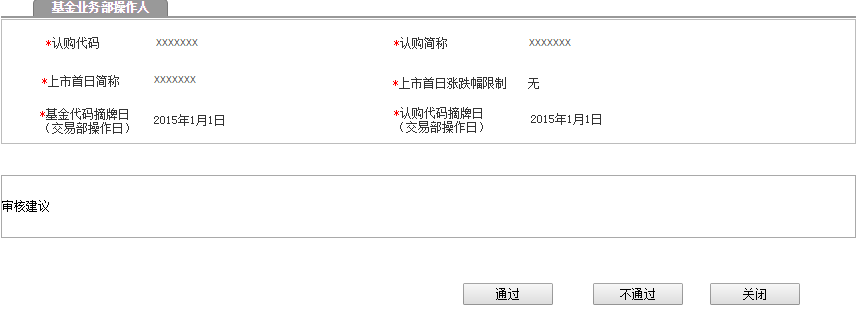 基金业务部操作人
*认购代码 XXXXXXX *认购简称 XXXXXXX
*上市首日简称 XXXXXXX *上市首日涨跌幅限制 无
*基金代码摘牌日 2015年1月1日 *认购代码摘牌日 2015年1月1日
（交易部操作日） （交易部操作日）
审核建议
通过 不通过 关闭